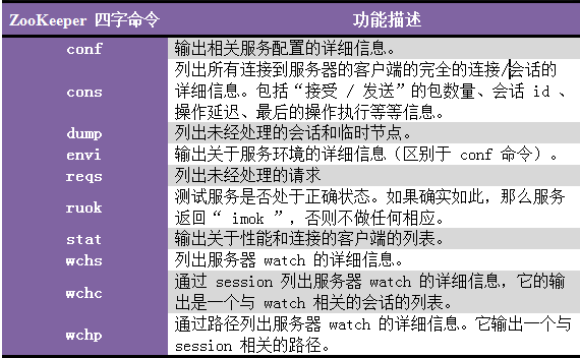 ZooKeeper 四字命令 功能描述
conf 输出相关服务配置的详细信息。
cons 列出所有连接到服务器的客户端的完全的连接/会话的
详细信息。包括“接受 / 发送”的包数量、会话 id 、
操作延迟、最后的操作执行等等信息。
dump 列出未经处理的会话和临时节点。
envi 输出关于服务环境的详细信息（区别于 conf 命令）。
reqs 列出未经处理的请求
ruok 测试服务是否处于正确状态。如果确实如此，那么服务
返回“ imok ”，否则不做任何相应。
stat 输出关于性能和连接的客户端的列表。
wchs 列出服务器 watch 的详细信息。
wchc 通过 session 列出服务器 watch 的详细信息，它的输
出是一个与 watch 相关的会话的列表。
wchp 通过路径列出服务器 watch 的详细信息。它输出一个与
session 相关的路径。